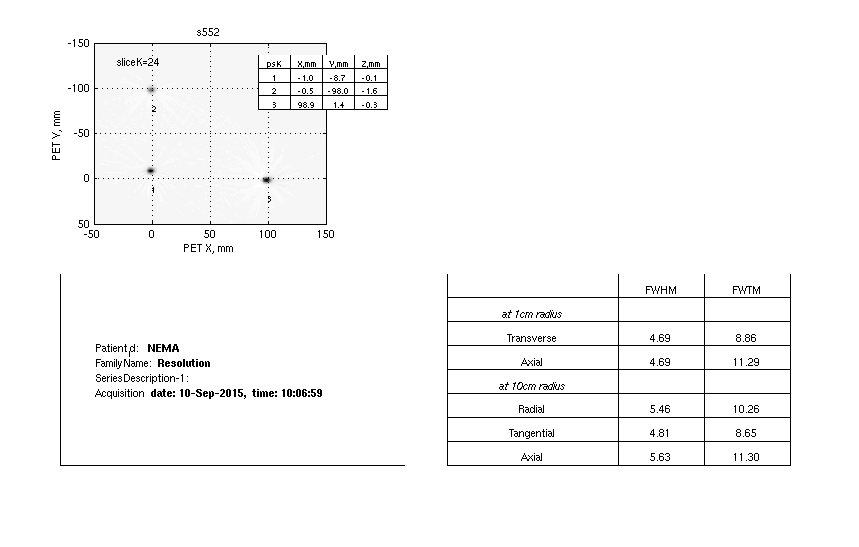 s552
-150
-100
-50
0
50
PET Y, mm
sliceK=24
2
1
3
-50 0 50 100 150
PET X, mm
psK X,mm Y,mm Z,mm
1 -1.0 -8.7 -0.1
2 -0.5 -98.0 -1.6
3 98.9 1.4 -0.3
Patient,d: NEMA
FamilyName: Resolution
SeriesDescription-1:
Acquisition date: 10-Sep-2015, time: 10:06:59
FWHM FWTM
at 1cm radius
Transverse 4.69 8.86
Axial 4.69 11.29
at 10cm radius
Radial 5.46 10.26
Tangential 4.81 8.65
Axial 5.63 11.30